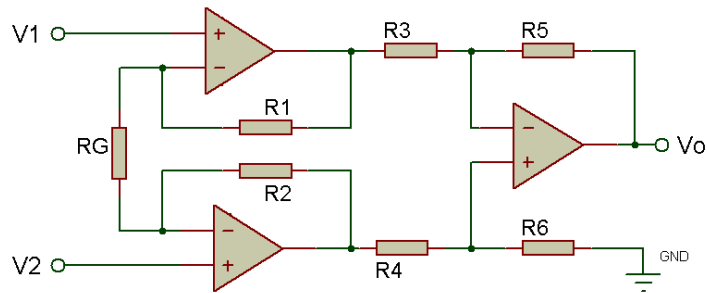 V1
+
−
R3
R5
R1
RG
−
+
Vo
R2
−
+
V2
R4
R6
GND